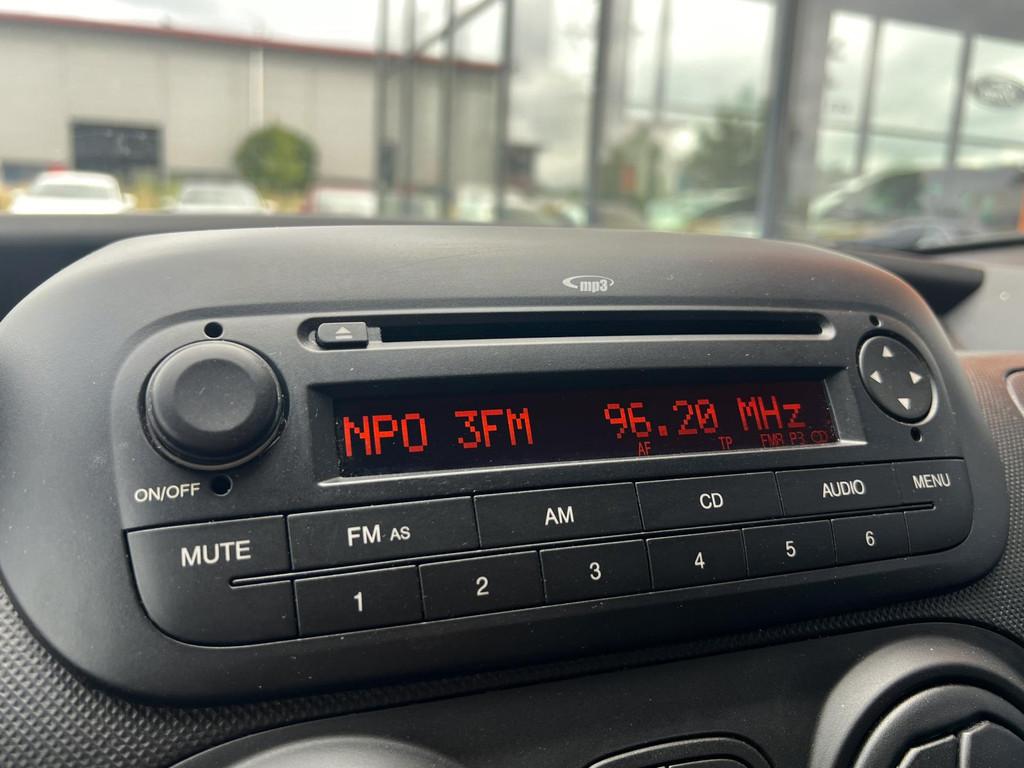 mp3
NPO 3FM 96.20 MHz
AF TP FMR P3 CD
ON/OFF
MUTE FM AS AM CD AUDIO MENU
1 2 3 4 5 6